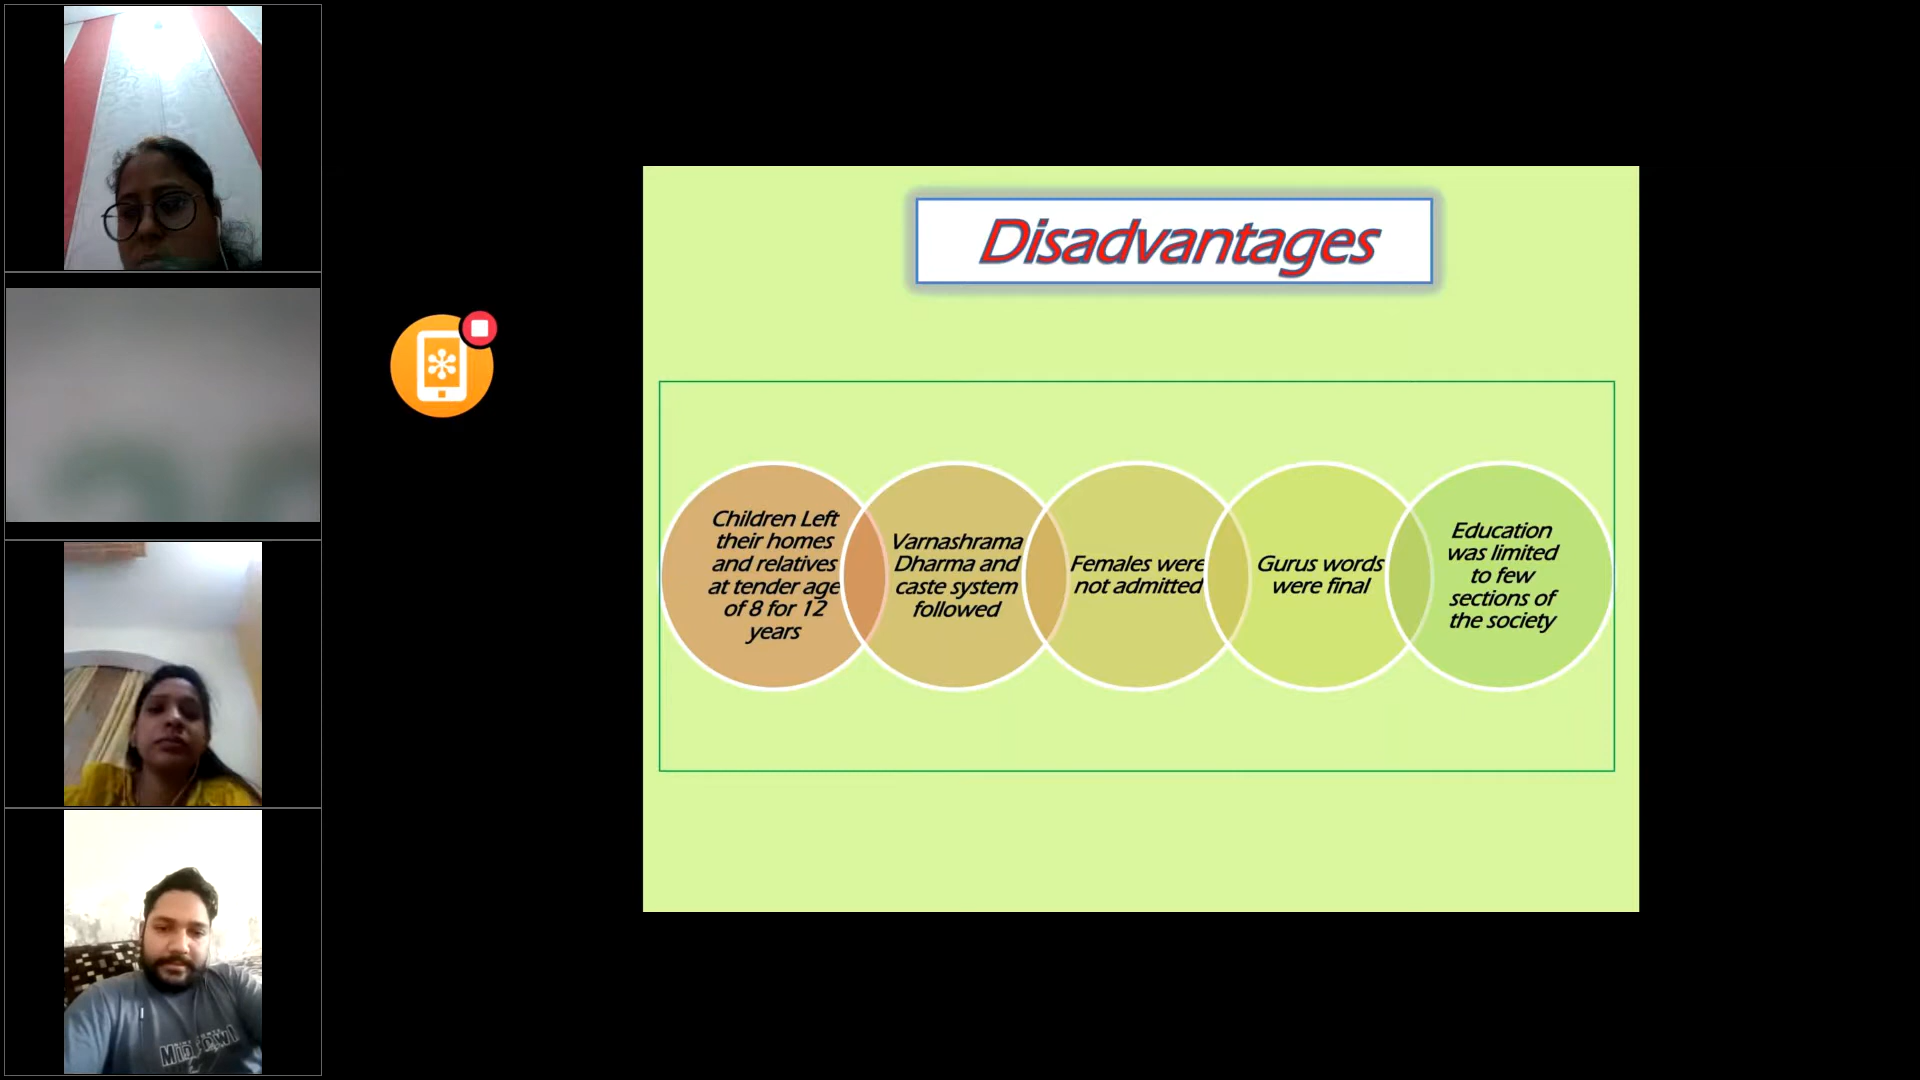 Disadvantages
Children Left
their homes
and relatives
at tender age
of 8 for 12
years
Varnashrama
Dharma and
caste system
followed
Females were
not admitted
Gurus words
were final
Education
was limited
to few
sections of
the society